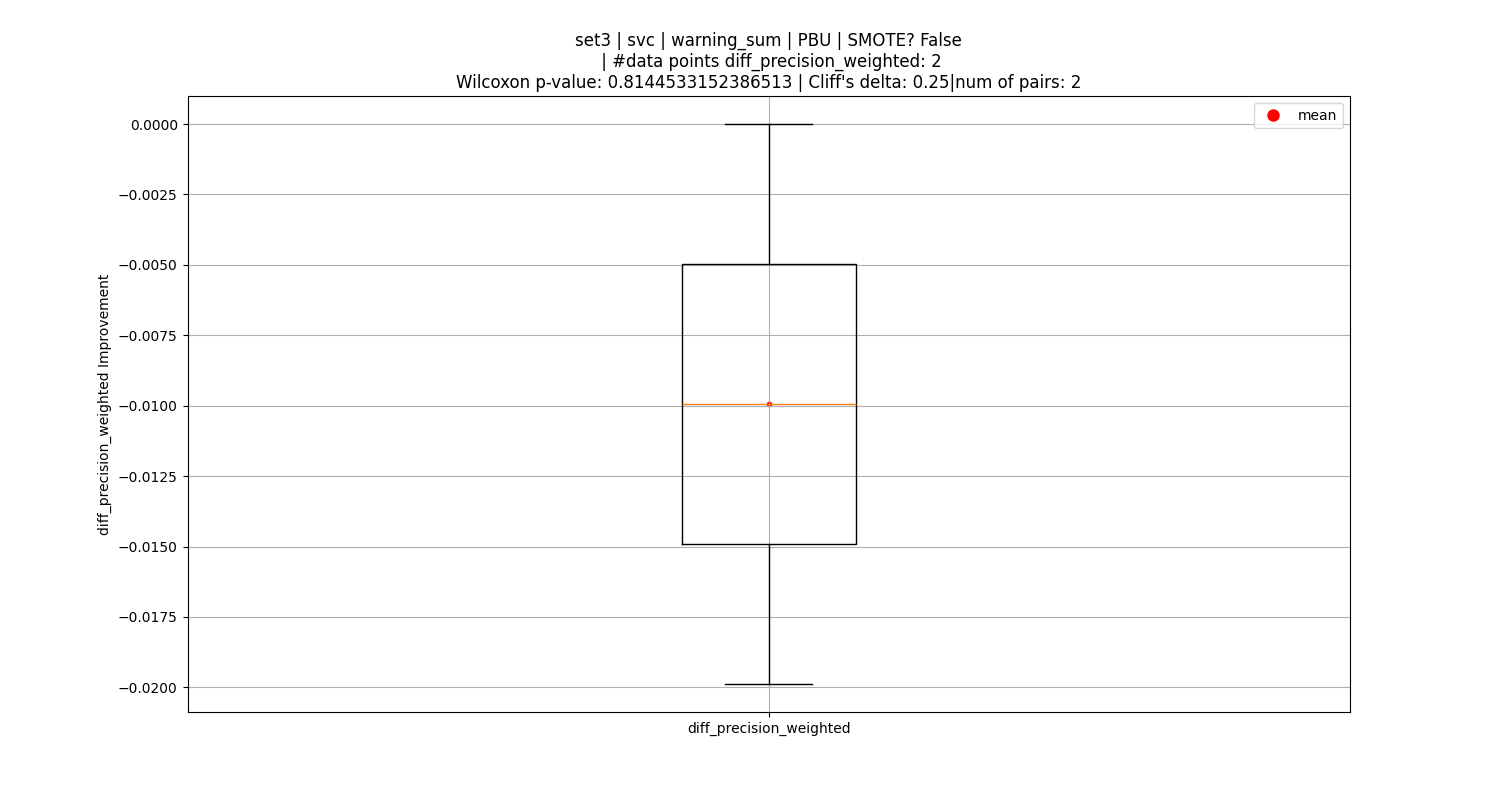 set3 | svc | warning_sum | PBU | SMOTE? False
| #data points diff_precision_weighted: 2
Wilcoxon p-value: 0.8144533152386513 | Cliff's delta: 0.25|num of pairs: 2
mean
0.0000
−0.0025
−0.0050
−0.0075
−0.0100
−0.0125
−0.0150
−0.0175
−0.0200
diff_precision_weighted Improvement
diff_precision_weighted